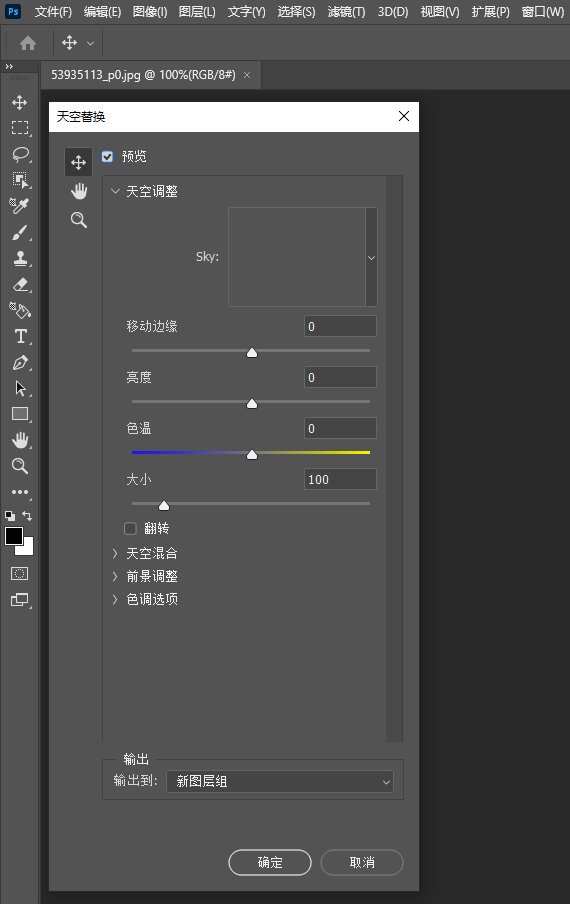 Ps 文件(F) 编辑(E) 图像(I) 图层(L) 文字(Y) 选择(S) 滤镜(T) 3D(D) 视图(V) 扩展(P) 窗口(W)
53935113_p0.jpg @ 100%(RGB/8#) ×
天空替换
预览
天空调整
Sky:
移动边缘 0
亮度 0
色温 0
大小 100
翻转
天空混合
前景调整
色调选项
输出
输出到: 新图层组
确定 取消